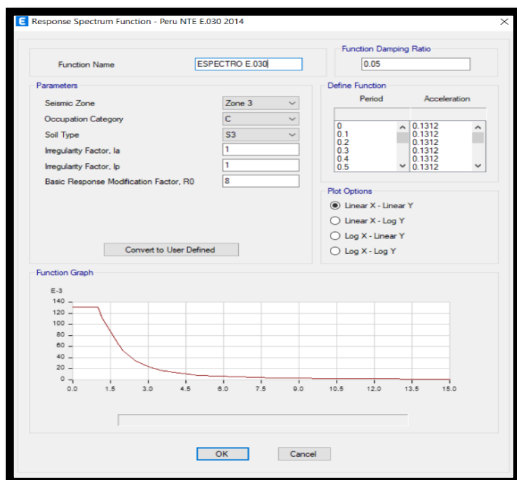 E Response Spectrum Function - Peru NTE E.030 2014
Function Name ESPECTRO E.030
Function Damping Ratio
0.05
Parameters
Seismic Zone Zone 3
Occupation Category C
Soil Type S3
Irregularity Factor, Ia 1
Irregularity Factor, Ip 1
Basic Response Modification Factor, R0 8
Convert to User Defined
Define Function
Period Acceleration
0 0.1312
0.1 0.1312
0.2 0.1312
0.3 0.1312
0.4 0.1312
0.5 0.1312
Plot Options
Linear X - Linear Y
Linear X - Log Y
Log X - Linear Y
Log X - Log Y
Function Graph
E-3
140
120
100
80
60
40
20
0
0.0 1.5 3.0 4.5 6.0 7.5 9.0 10.5 12.0 13.5 15.0
OK Cancel